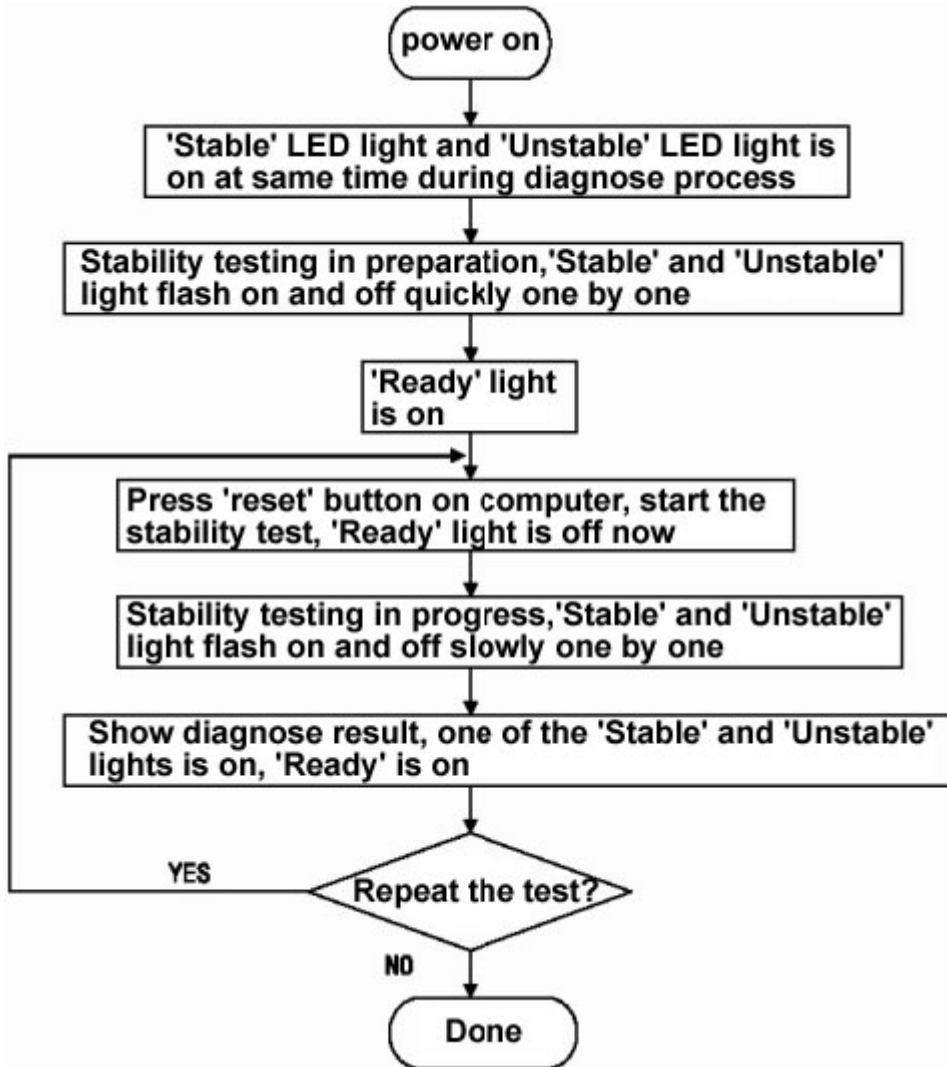 power on
'Stable' LED light and 'Unstable' LED light is
on at same time during diagnose process
Stability testing in preparation,'Stable' and 'Unstable'
light flash on and off quickly one by one
'Ready' light
is on
Press 'reset' button on computer, start the
stability test, 'Ready' light is off now
Stability testing in progress,'Stable' and 'Unstable'
light flash on and off slowly one by one
Show diagnose result, one of the 'Stable' and 'Unstable'
lights is on, 'Ready' is on
YES
Repeat the test?
NO
Done